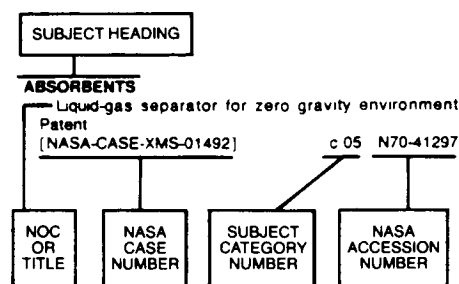 SUBJECT HEADING
ABSORBENTS
Liquid-gas separator for zero gravity environment
Patent
[NASA-CASE-XMS-01492] c 05 N70-41297
NOC
OR
TITLE
NASA
CASE
NUMBER
SUBJECT
CATEGORY
NUMBER
NASA
ACCESSION
NUMBER